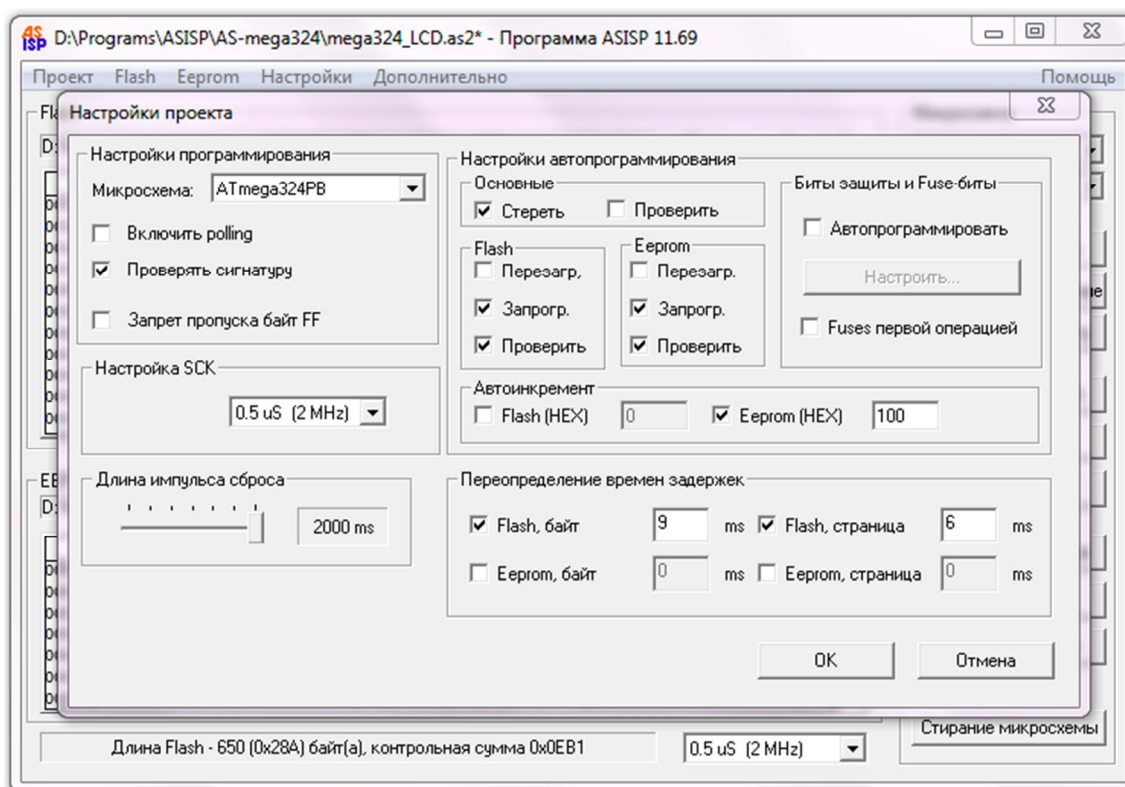 AS ISP D:\Programs\ASISP\AS-mega324\mega324_LCD.as2* - Программа ASISP 11.69
Проект Flash Eeprom Настройки Дополнительно Помощь
Настройки проекта
Настройки программирования
Микросхема: ATmega324PB
Включить polling
Проверять сигнатуру
Запрет пропуска байт FF
Настройка SCK
0.5 uS (2 MHz)
Длина импульса сброса
2000 ms
Настройки автопрограммирования
Основные
Стереть Проверить
Flash
Перезагр,
Запрогр.
Проверить
Eeprom
Перезагр.
Запрогр.
Проверить
Биты защиты и Fuse-биты
Автопрограммировать
Настроить...
Fuses первой операцией
Автоинкремент
Flash (HEX) 0 Eeprom (HEX) 100
Переопределение времен задержек
Flash, байт 9 ms Flash, страница 6 ms
Eeprom, байт 0 ms Eeprom, страница 0 ms
OK Отмена
Стирание микросхемы
Длина Flash - 650 (0x28A) байт(а), контрольная сумма 0x0EB1 0.5 uS (2 MHz)